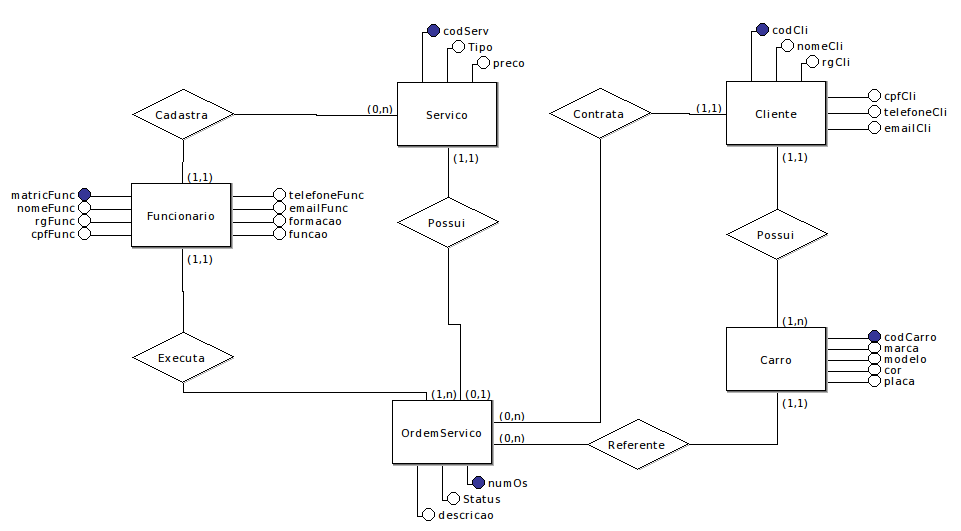 codServ
Tipo
preco
codCli
nomeCli
rgCli
Cadastra
(0,n)
Servico
Contrata
(1,1)
Cliente
cpfCli
telefoneCli
emailCli
(1,1)
(1,1)
(1,1)
matricFunc
nomeFunc
rgFunc
cpfFunc
Funcionario
telefoneFunc
emailFunc
formacao
funcao
Possui
Possui
(1,1)
(1,n)
Executa
Carro
codCarro
marca
modelo
cor
placa
(1,n)
(0,1)
(1,1)
(0,n)
OrdemServico
(0,n)
Referente
numOs
Status
descricao